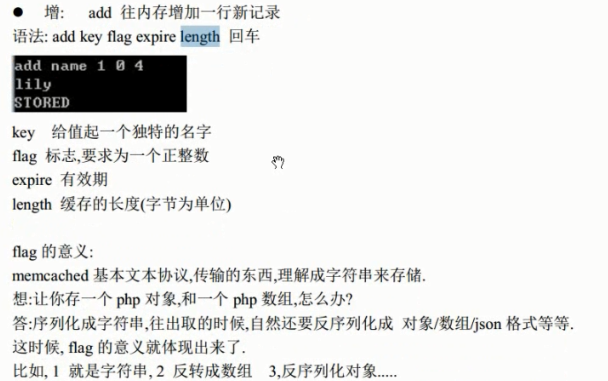 ● 增: add 往内存增加一行新记录
语法: add key flag expire length 回车
add name 1 0 4
lily
STORED
key 给值起一个独特的名字
flag 标志,要求为一个正整数
expire 有效期
length 缓存的长度(字节为单位)
flag 的意义:
memcached 基本文本协议,传输的东西,理解成字符串来存储.
想:让你存一个 php 对象,和一个 php 数组,怎么办?
答:序列化成字符串,往出取的时候,自然还要反序列化成 对象/数组/json 格式等等.
这时候, flag 的意义就体现出来了.
比如, 1 就是字符串, 2 反转成数组 3,反序列化对象.....